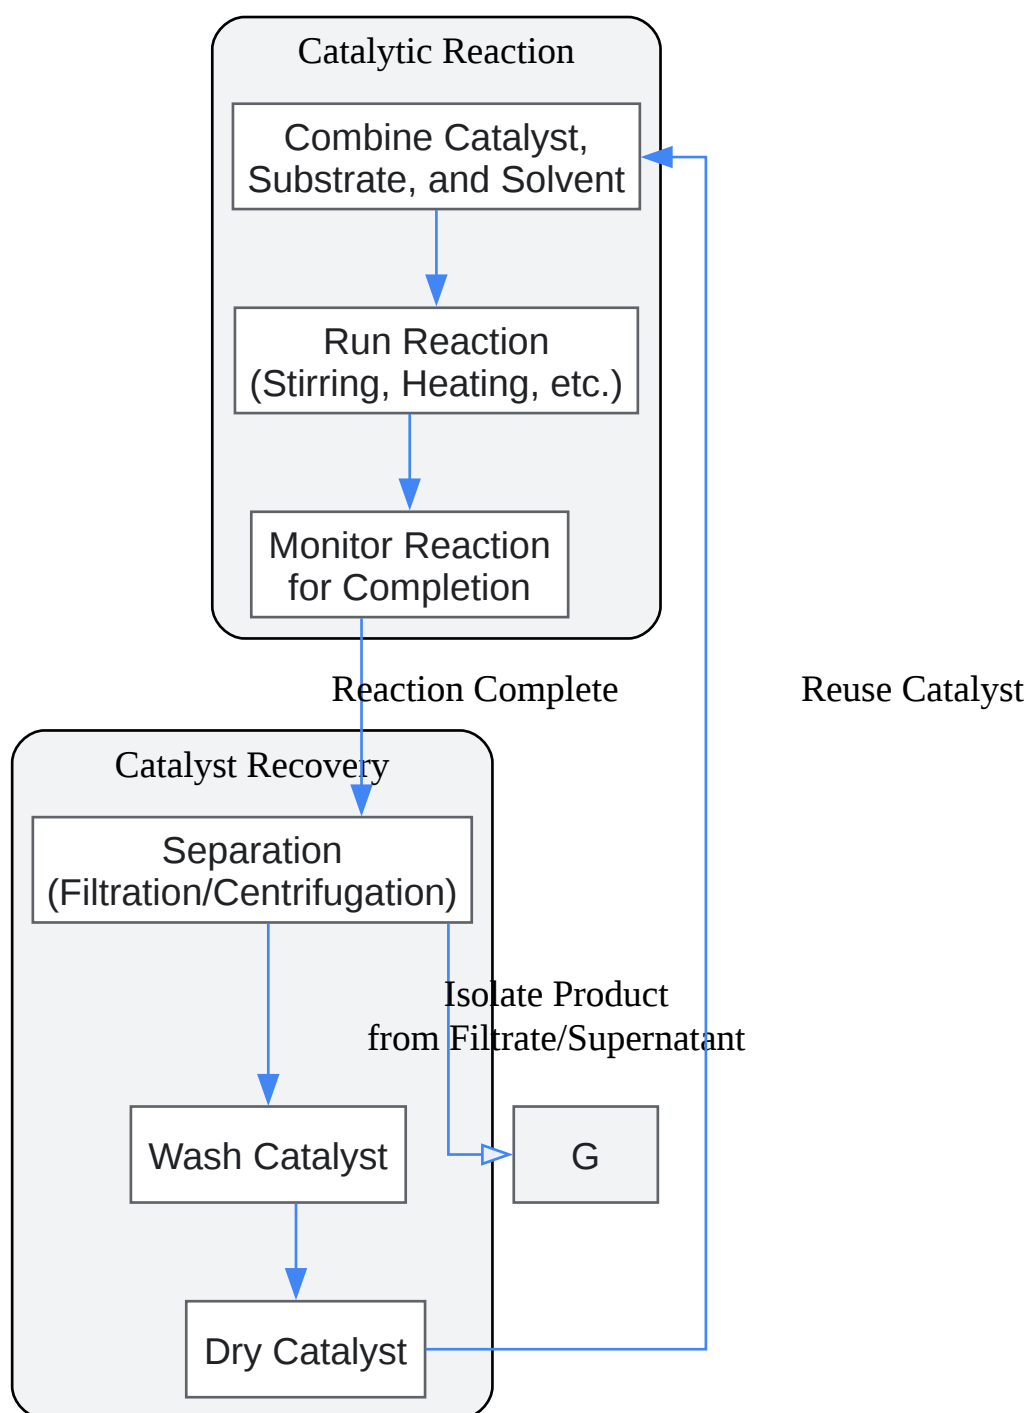 Catalytic Reaction
Combine Catalyst,
Substrate, and Solvent
Run Reaction
(Stirring, Heating, etc.)
Monitor Reaction
for Completion
Reaction Complete
Reuse Catalyst
Catalyst Recovery
Separation
(Filtration/Centrifugation)
Isolate Product
from Filtrate/Supernatant
Wash Catalyst
G
Dry Catalyst